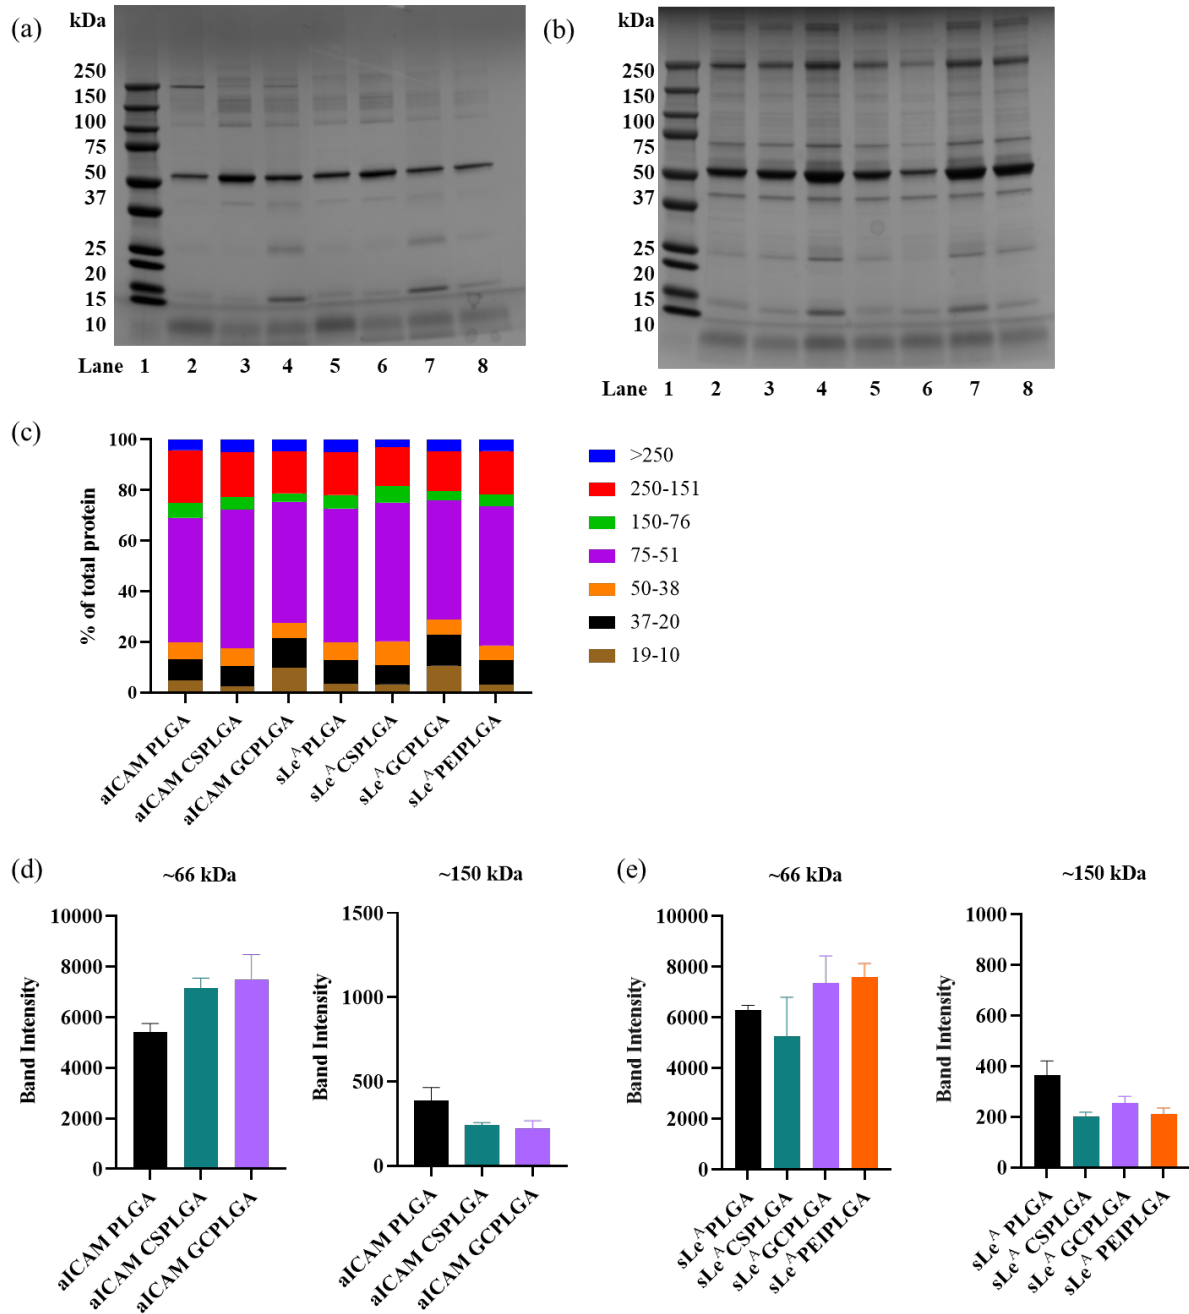 (a)
kDa
250
150
100
75
50
37
25
20
15
10
Lane 1 2 3 4 5 6 7 8
(b)
kDa
250
150
100
75
50
37
25
20
15
10
Lane 1 2 3 4 5 6 7 8
(c)
% of total protein
100
80
60
40
20
0
aICAM PLGA
aICAM CSPLGA
aICAM GCPLGA
sLe^A PLGA
sLe^A CSPLGA
sLe^A GCPLGA
sLe^A PEIPLGA
>250
250-151
150-76
75-51
50-38
37-20
19-10
(d)
~66 kDa
Band Intensity
10000
8000
6000
4000
2000
0
aICAM PLGA
aICAM CSPLGA
aICAM GCPLGA
~150 kDa
Band Intensity
1500
1000
500
0
aICAM PLGA
aICAM CSPLGA
aICAM GCPLGA
(e)
~66 kDa
Band Intensity
10000
8000
6000
4000
2000
0
sLe^A PLGA
sLe^A CSPLGA
sLe^A GCPLGA
sLe^A PEIPLGA
~150 kDa
Band Intensity
1000
800
600
400
200
0
sLe^A PLGA
sLe^A CSPLGA
sLe^A GCPLGA
sLe^A PEIPLGA